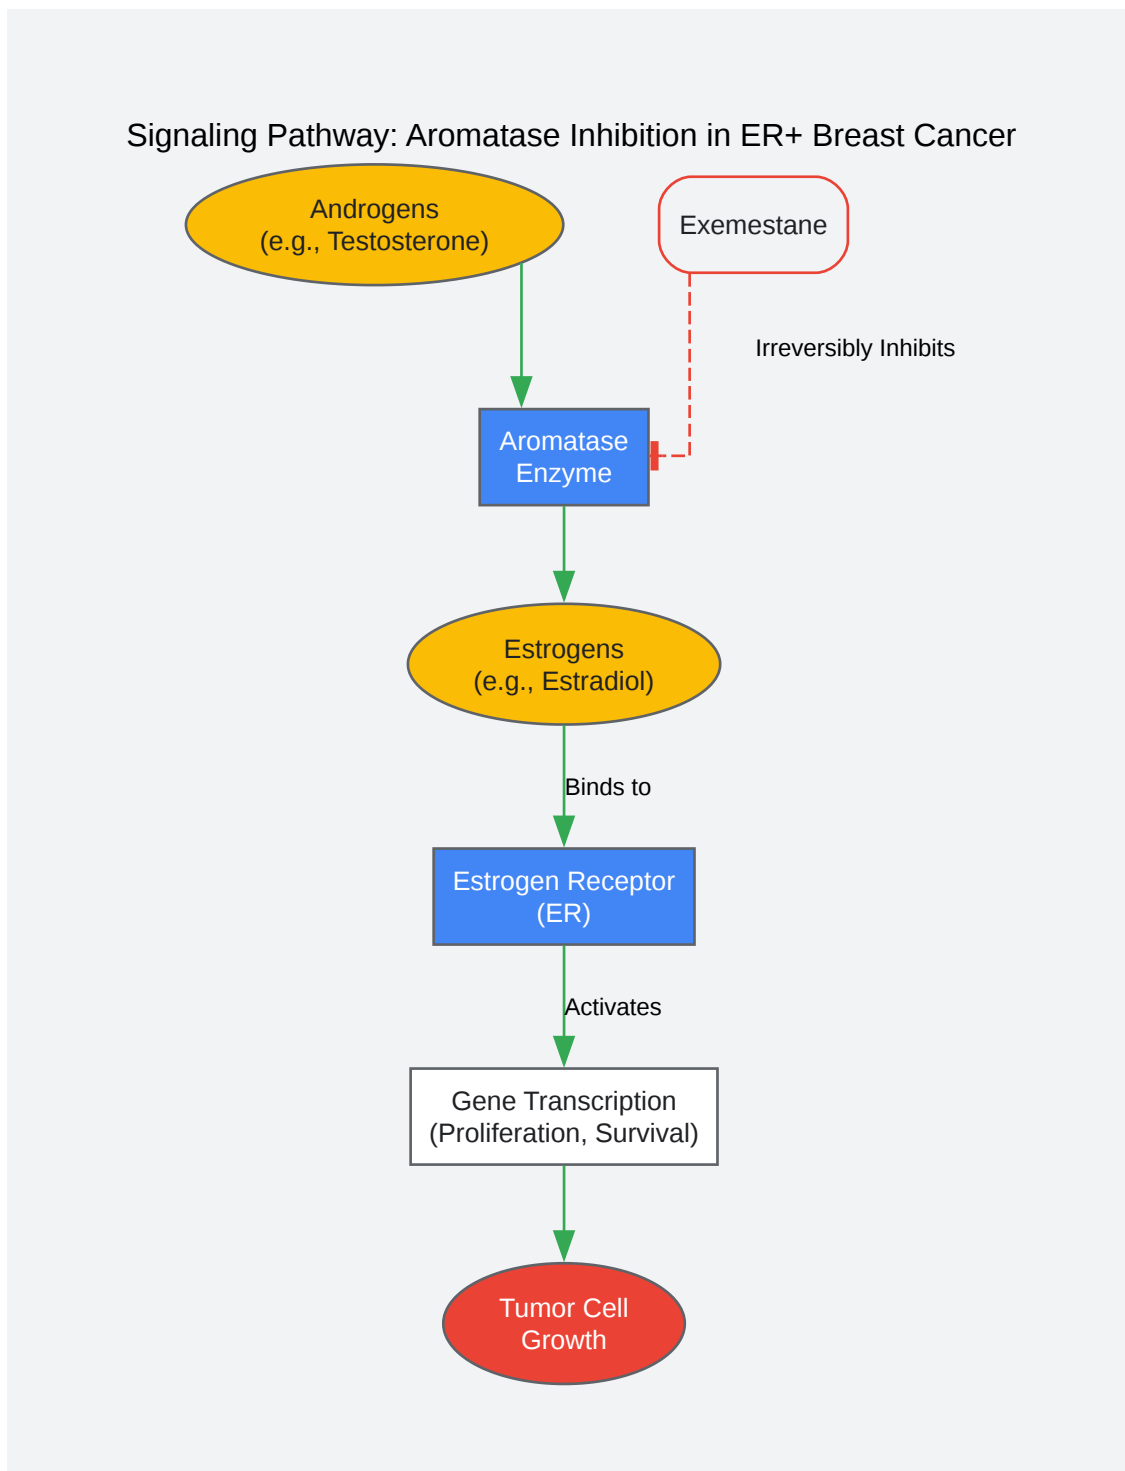 Signaling Pathway: Aromatase Inhibition in ER+ Breast Cancer
Androgens
(e.g., Testosterone)
Exemestane
Irreversibly Inhibits
Aromatase
Enzyme
Estrogens
(e.g., Estradiol)
Binds to
Estrogen Receptor
(ER)
Activates
Gene Transcription
(Proliferation, Survival)
Tumor Cell
Growth